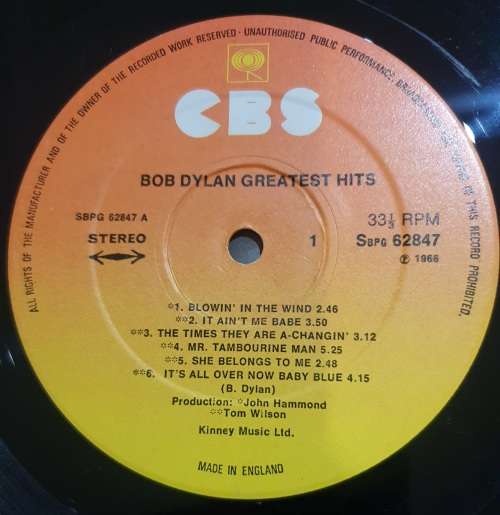 ALL RIGHTS OF THE MANUFACTURER AND OF THE OWNER OF THE RECORDED WORK RESERVED · UNAUTHORISED PUBLIC PERFORMANCE, BROADCASTING AND COPYING OF THIS RECORD PROHIBITED.
CBS
BOB DYLAN GREATEST HITS
SBPG 62847 A
STEREO
1
33⅓ RPM
SBPG 62847
℗ 1966
*1. BLOWIN' IN THE WIND 2.46
**2. IT AIN'T ME BABE 3.50
**3. THE TIMES THEY ARE A-CHANGIN' 3.12
**4. MR. TAMBOURINE MAN 5.25
**5. SHE BELONGS TO ME 2.48
**6. IT'S ALL OVER NOW BABY BLUE 4.15
(B. Dylan)
Production: *John Hammond
**Tom Wilson
Kinney Music Ltd.
MADE IN ENGLAND